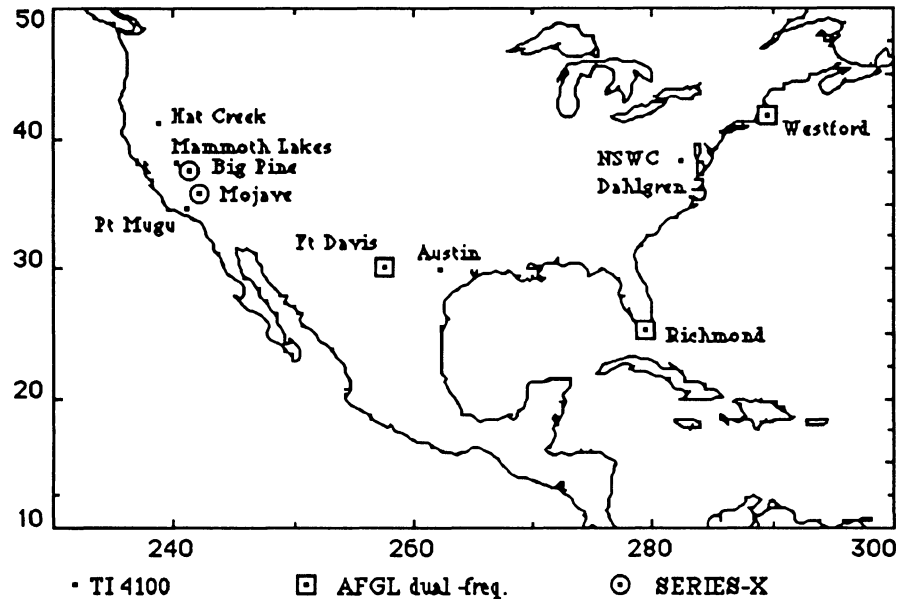 50
40
30
20
10
Hat Creek
Mammoth Lakes
Big Pine
Mojave
Pt Mugu
Ft Davis
Austin
NSWC
Dahlgren
Westford
Richmond
240
260
280
300
TI 4100
AFGL dual-freq.
SERIES-X